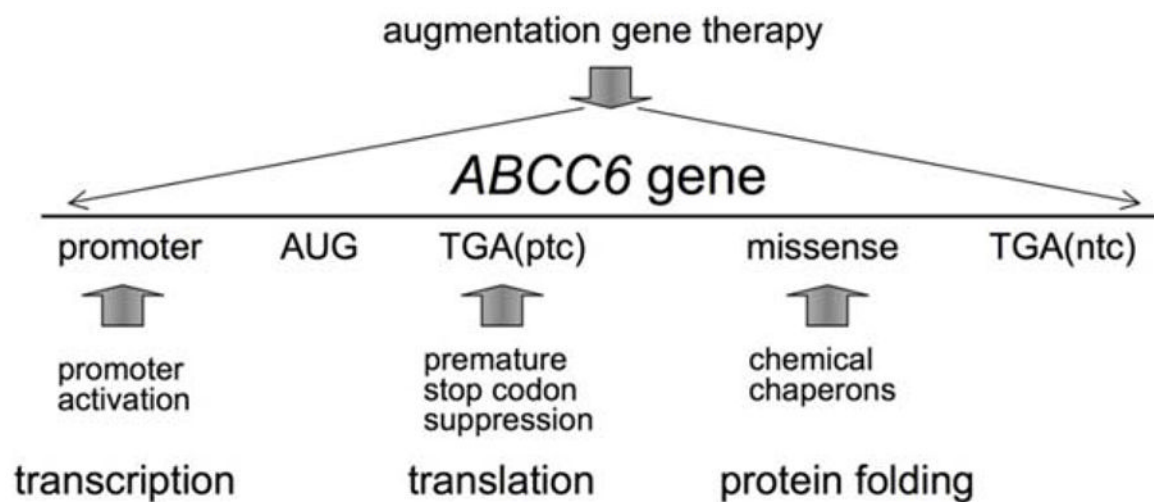 augmentation gene therapy
ABCC6 gene
promoter AUG TGA(ptc) missense TGA(ntc)
promoter
activation
premature
stop codon
suppression
chemical
chaperons
transcription translation protein folding